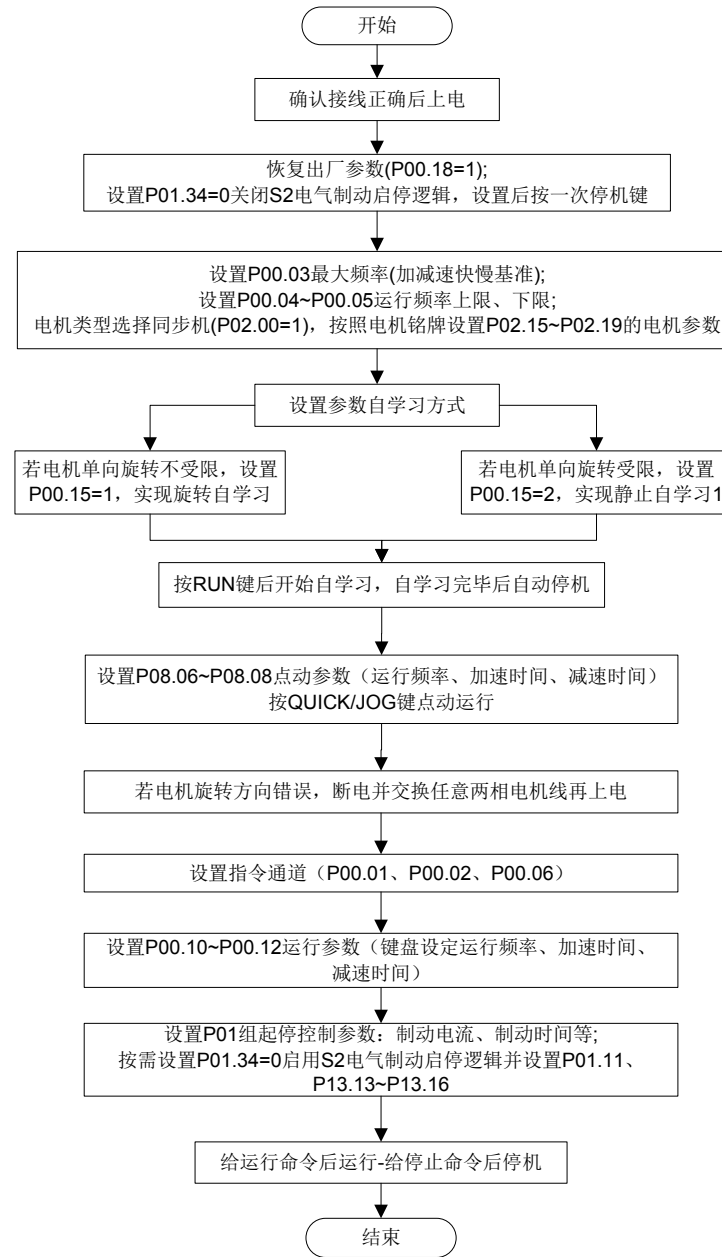 开始
确认接线正确后上电
恢复出厂参数(P00.18=1);
设置P01.34=0关闭S2电气制动启停逻辑，设置后按一次停机键
设置P00.03最大频率(加减速快慢基准);
设置P00.04~P00.05运行频率上限、下限;
电机类型选择同步机(P02.00=1)，按照电机铭牌设置P02.15~P02.19的电机参数
设置参数自学习方式
若电机单向旋转不受限，设置
P00.15=1，实现旋转自学习
若电机单向旋转受限，设置
P00.15=2，实现静止自学习1
按RUN键后开始自学习，自学习完毕后自动停机
设置P08.06~P08.08点动参数（运行频率、加速时间、减速时间）
按QUICK/JOG键点动运行
若电机旋转方向错误，断电并交换任意两相电机线再上电
设置指令通道（P00.01、P00.02、P00.06）
设置P00.10~P00.12运行参数（键盘设定运行频率、加速时间、
减速时间）
设置P01组起停控制参数：制动电流、制动时间等;
按需设置P01.34=0启用S2电气制动启停逻辑并设置P01.11、
P13.13~P13.16
给运行命令后运行-给停止命令后停机
结束